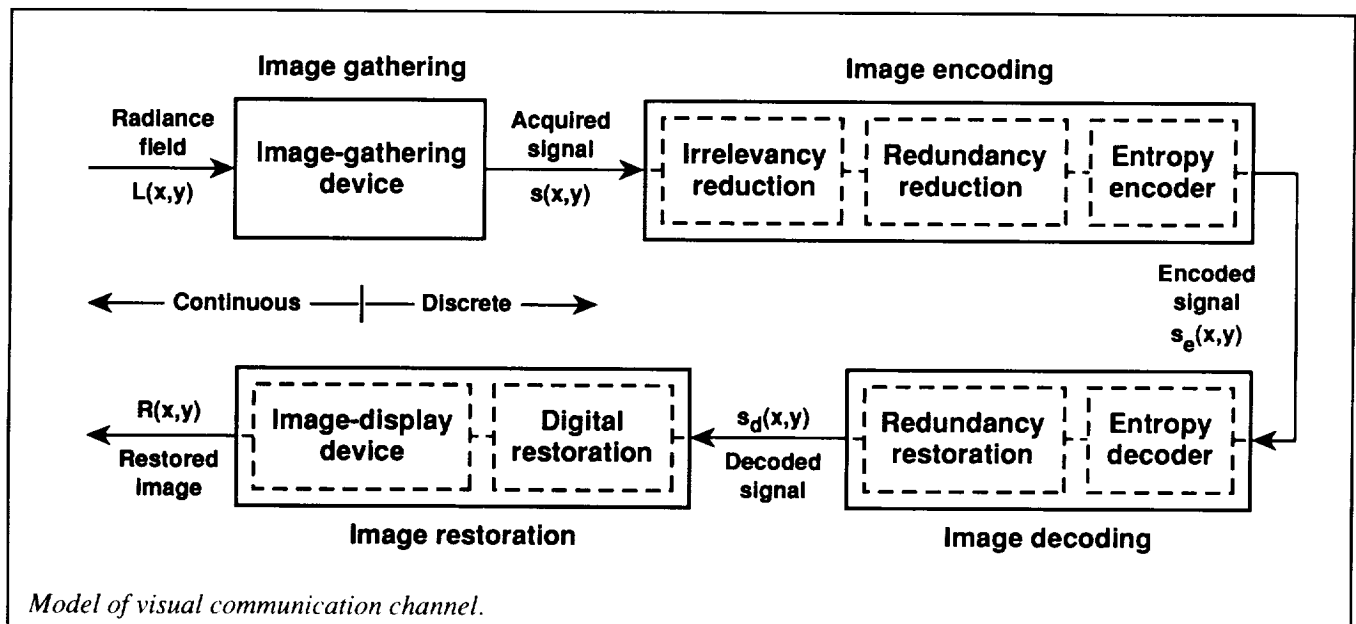 Image gathering
Image encoding
Radiance
field
L(x,y)
Image-gathering
device
Acquired
signal
s(x,y)
Irrelevancy
reduction
Redundancy
reduction
Entropy
encoder
Continuous
Discrete
Encoded
signal
s_e(x,y)
R(x,y)
Restored
image
Image-display
device
Digital
restoration
s_d(x,y)
Decoded
signal
Redundancy
restoration
Entropy
decoder
Image restoration
Image decoding
Model of visual communication channel.